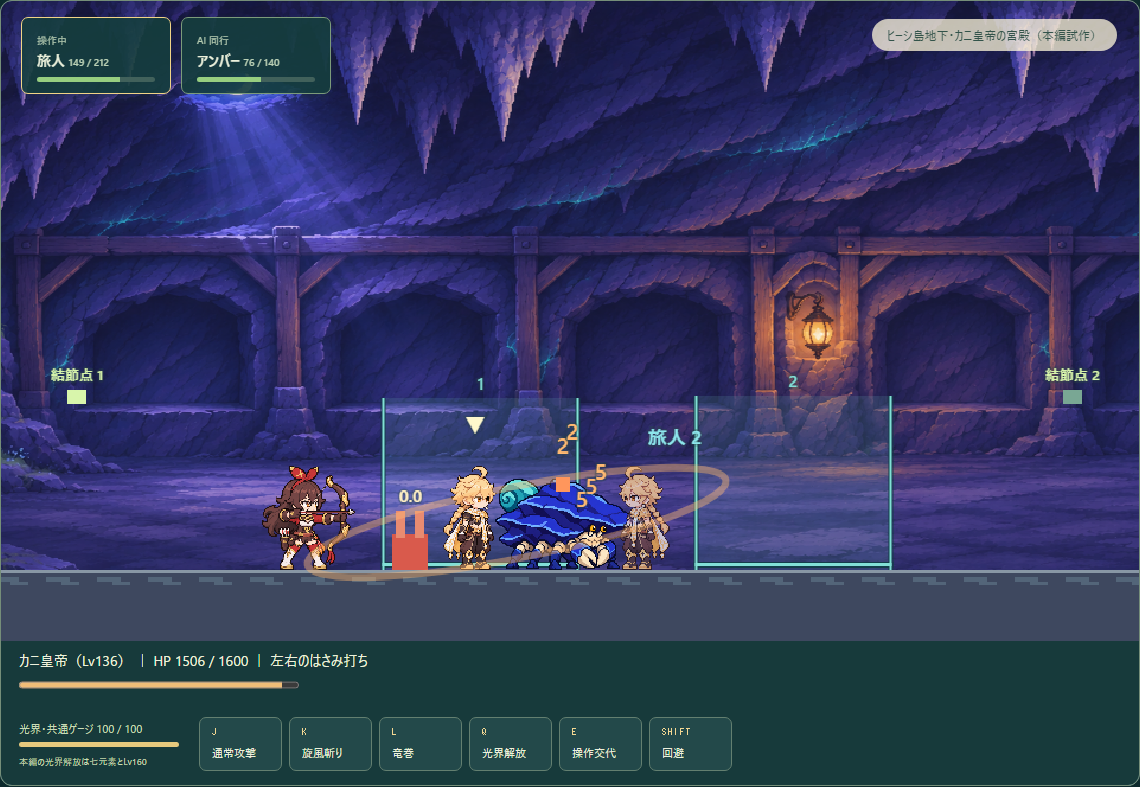 操作中
旅人 149 / 212
AI 同行
アンバー 76 / 140
ヒーシ島地下・カニ皇帝の宮殿（本編試作）
結節点 1
結節点 2
1
2
2
2
旅人 2
5
5
5
0.0
カニ皇帝（Lv136） | HP 1506 / 1600 | 左右のはさみ打ち
光界・共通ゲージ 100 / 100
本編の光界解放は七元素とLv160
J
通常攻撃
K
旋風斬り
L
竜巻
Q
光界解放
E
操作交代
SHIFT
回避